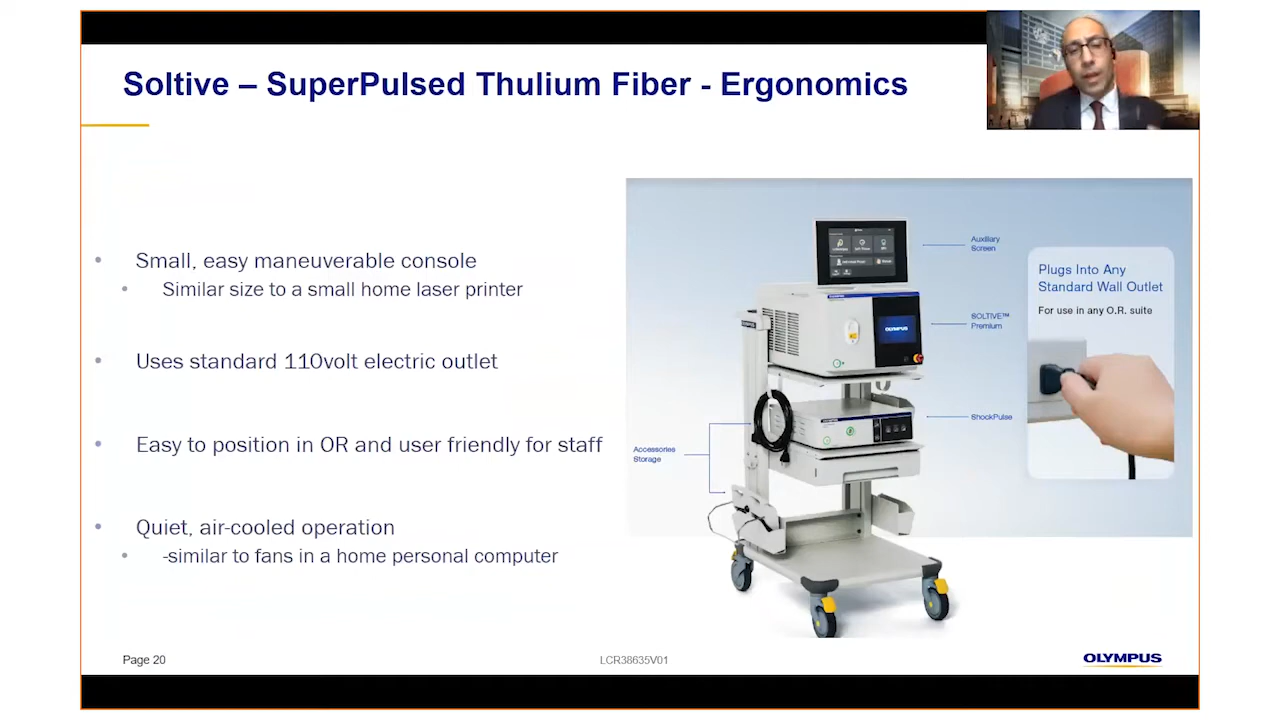 Soltive – SuperPulsed Thulium Fiber - Ergonomics
• Small, easy maneuverable console
• Similar size to a small home laser printer
• Uses standard 110volt electric outlet
• Easy to position in OR and user friendly for staff
• Quiet, air-cooled operation
• -similar to fans in a home personal computer
Auxiliary
Screen
SOLTIVE™
Premium
OLYMPUS
ShockPulse
Accessories
Storage
Plugs Into Any
Standard Wall Outlet
For use in any O.R. suite
Page 20
LCR38635V01
OLYMPUS